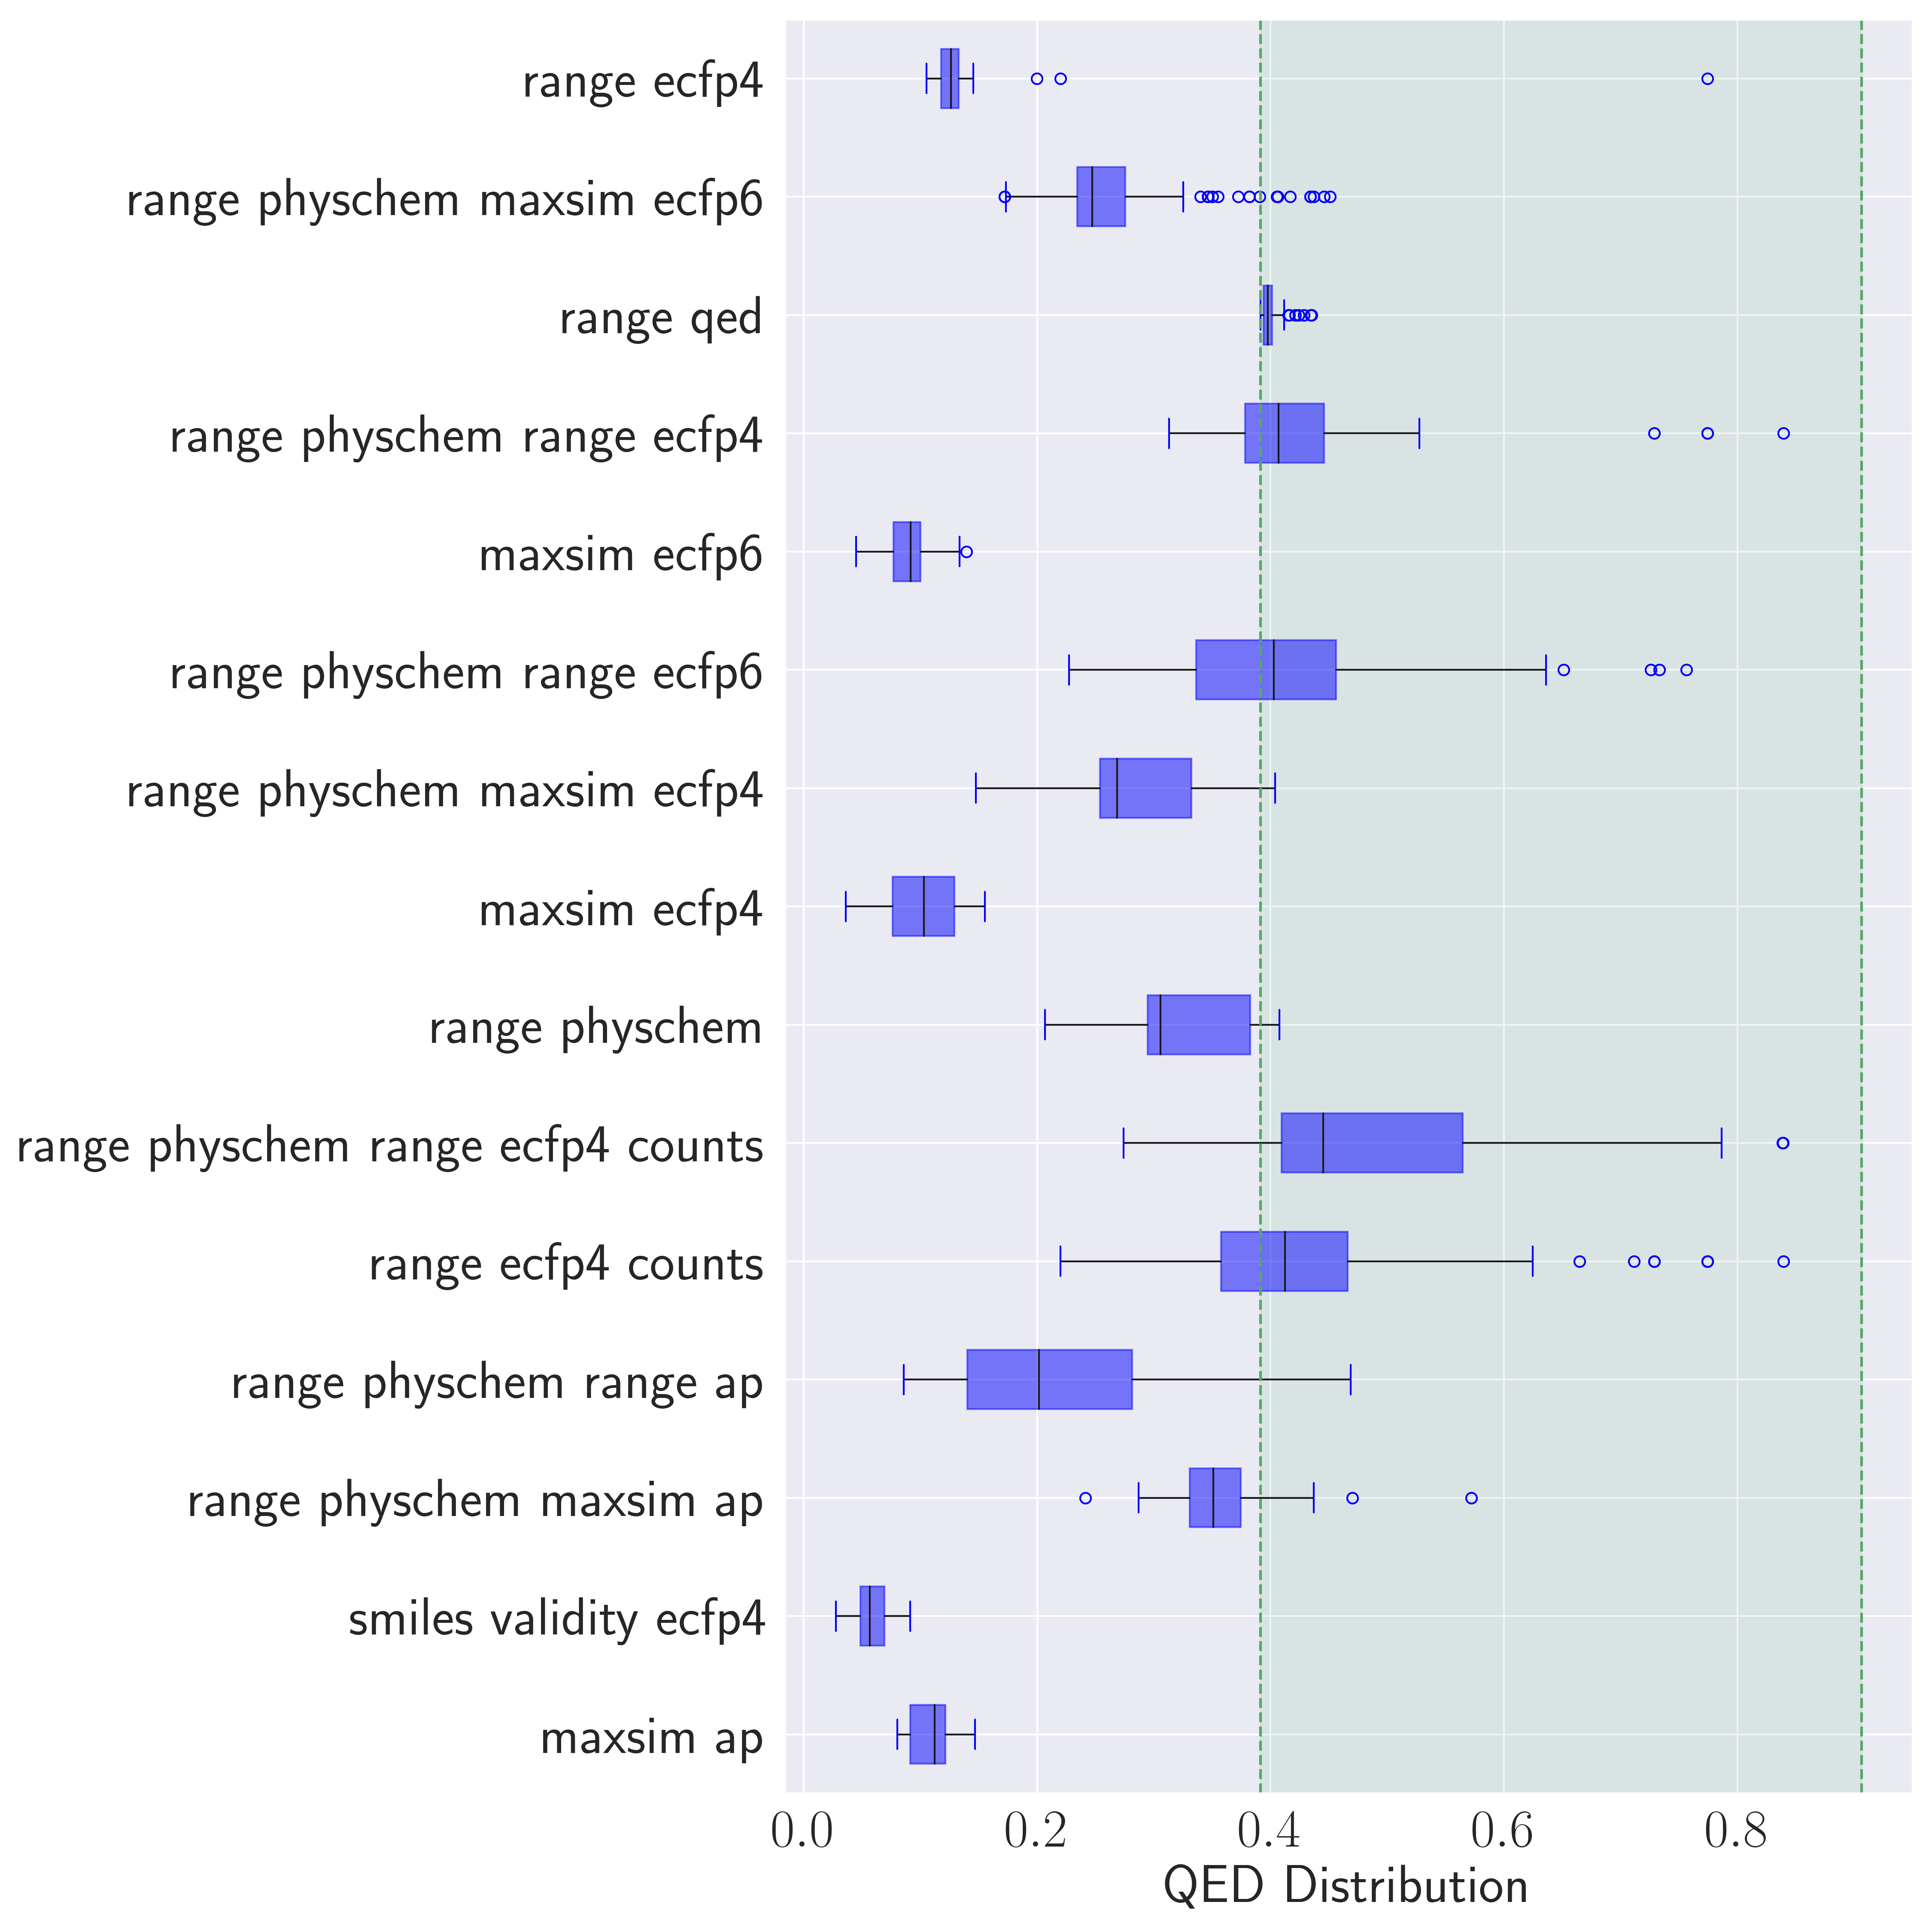 range ecfp4
range physchem maxsim ecfp6
range qed
range physchem range ecfp4
maxsim ecfp6
range physchem range ecfp6
range physchem maxsim ecfp4
maxsim ecfp4
range physchem
range physchem range ecfp4 counts
range ecfp4 counts
range physchem range ap
range physchem maxsim ap
smiles validity ecfp4
maxsim ap
0.0 0.2 0.4 0.6 0.8
QED Distribution